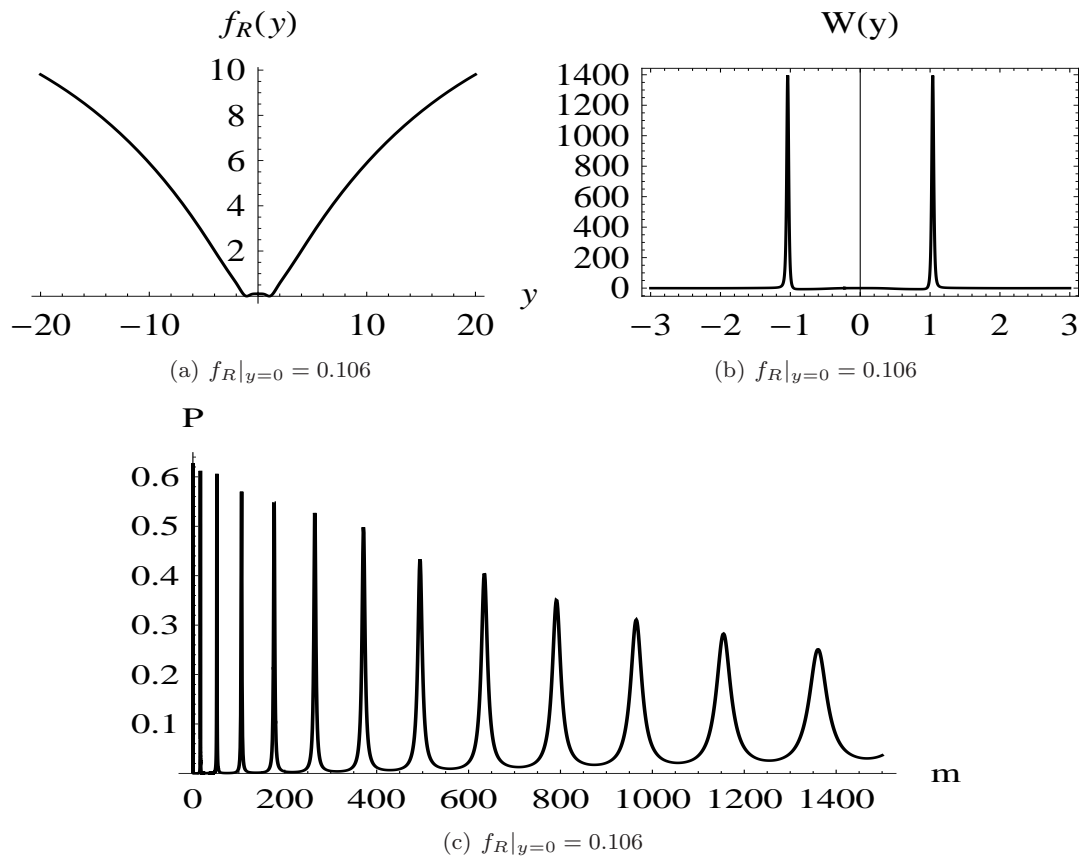 f_R(y)
10
8
6
4
2
−20 −10 10 20
y
(a) f_R|_{y=0} = 0.106
W(y)
1400
1200
1000
800
600
400
200
0
−3 −2 −1 0 1 2 3
(b) f_R|_{y=0} = 0.106
P
0.6
0.5
0.4
0.3
0.2
0.1
0 200 400 600 800 1000 1200 1400
m
(c) f_R|_{y=0} = 0.106